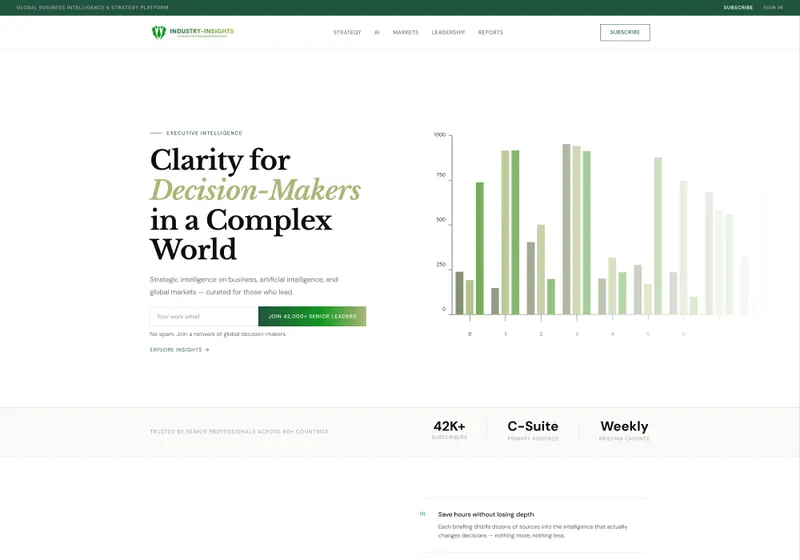 GLOBAL BUSINESS INTELLIGENCE & STRATEGY PLATFORM
SUBSCRIBE
SIGN IN
INDUSTRY-INSIGHTS
STRATEGY
AI
MARKETS
LEADERSHIP
REPORTS
SUBSCRIBE
EXECUTIVE INTELLIGENCE
Clarity for
Decision-Makers
in a Complex
World
Strategic intelligence on business, artificial intelligence, and
global markets — curated for those who lead.
Your work email
JOIN 42,000+ SENIOR LEADERS
No spam. Join a network of global decision-makers.
EXPLORE INSIGHTS →
1000
750
500
250
0
0
1
2
3
4
5
6
TRUSTED BY SENIOR PROFESSIONALS ACROSS 60+ COUNTRIES
42K+
SUBSCRIBERS
C-Suite
PRIMARY AUDIENCE
Weekly
BRIEFING CADENCE
01
Save hours without losing depth
Each briefing distills dozens of sources into the intelligence that actually
changes decisions — nothing more, nothing less.